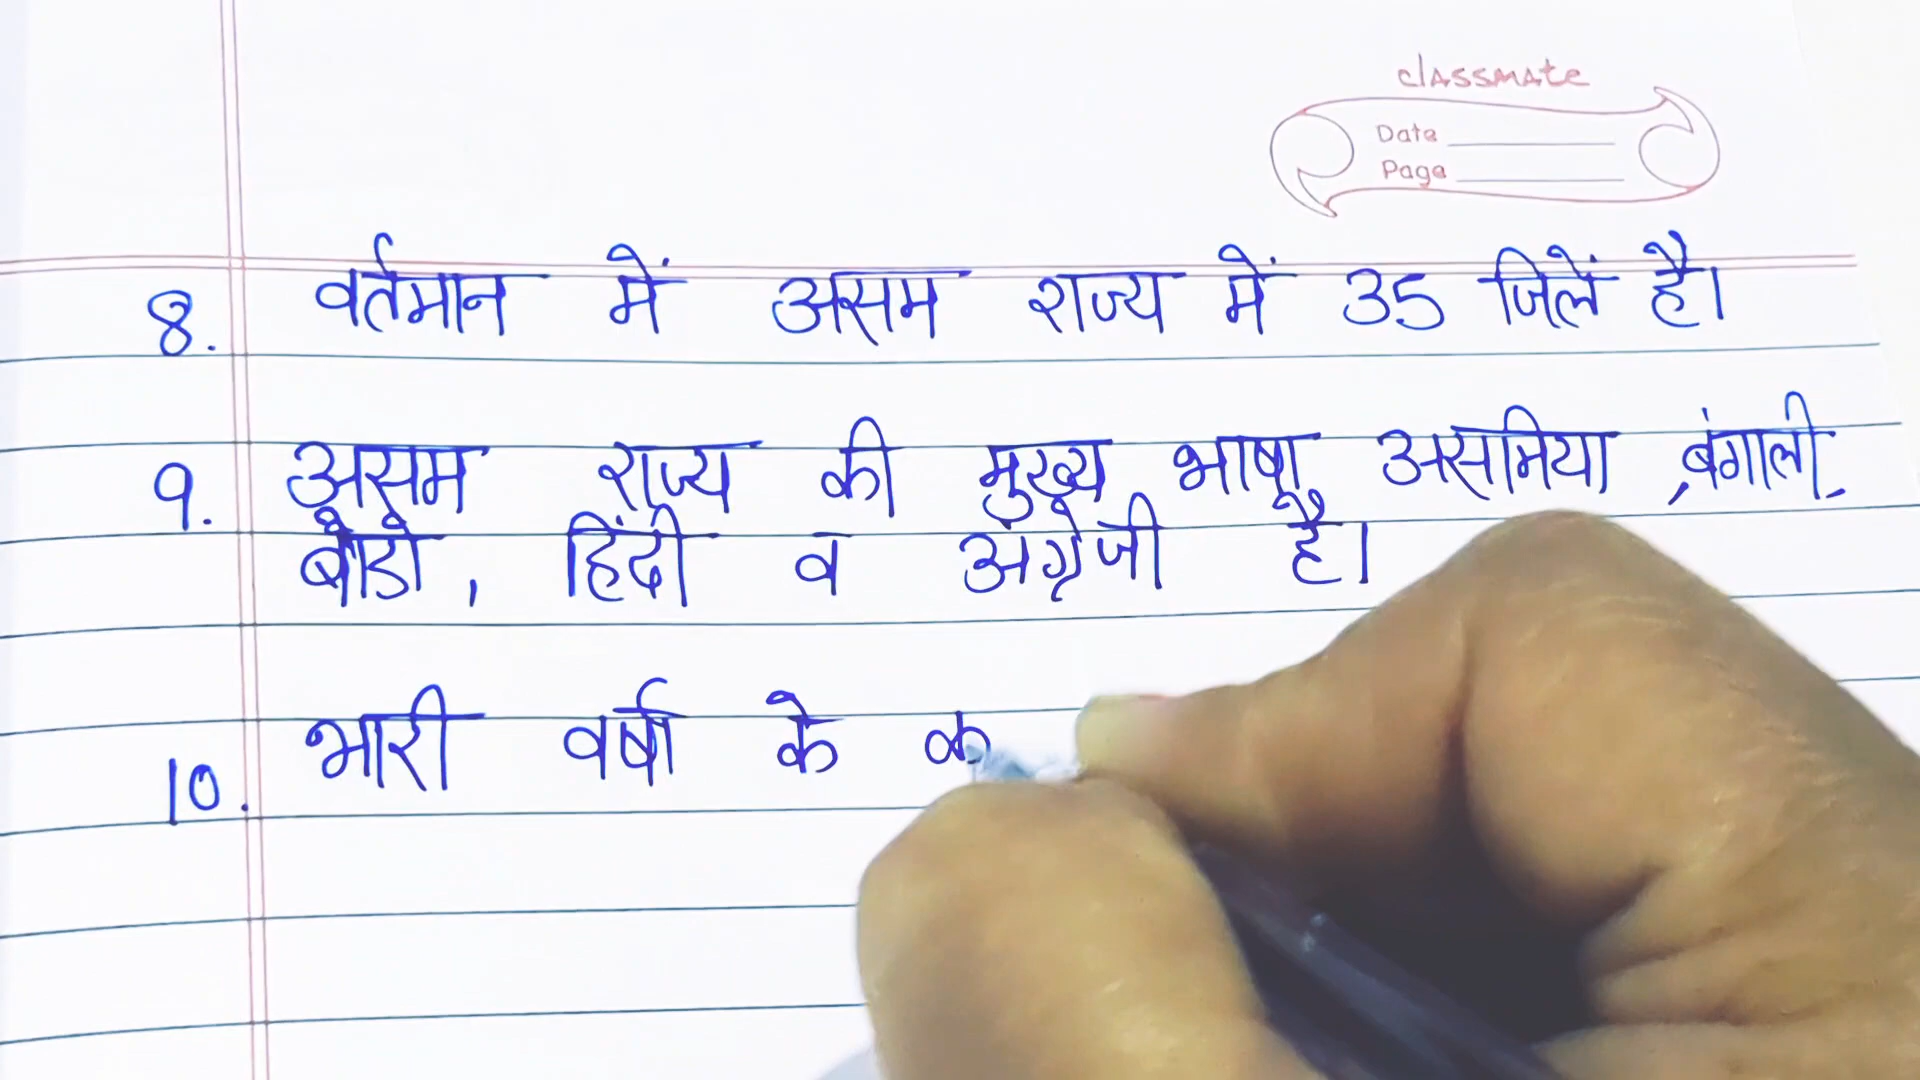 classmate
Date
Page
8. वर्तमान में असम राज्य में 35 जिलें है।
9. असम राज्य की मुख्य भाषा असमिया ,बंगाली,
बोडो, हिंदी व अंग्रेजी है।
10. भारी वर्षा के क